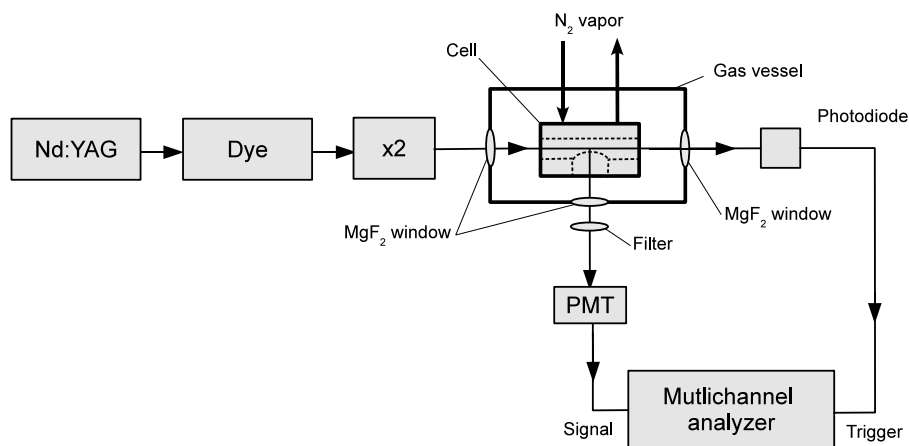 N₂ vapor
Cell
Gas vessel
Photodiode
Nd:YAG
Dye
x2
MgF₂ window
MgF₂ window
Filter
PMT
Mutlichannel
analyzer
Signal
Trigger